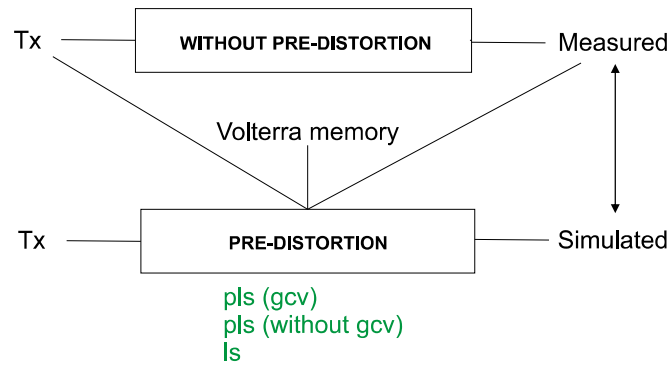 Tx
WITHOUT PRE-DISTORTION
Measured
Volterra memory
Tx
PRE-DISTORTION
Simulated
pls (gcv)
pls (without gcv)
ls